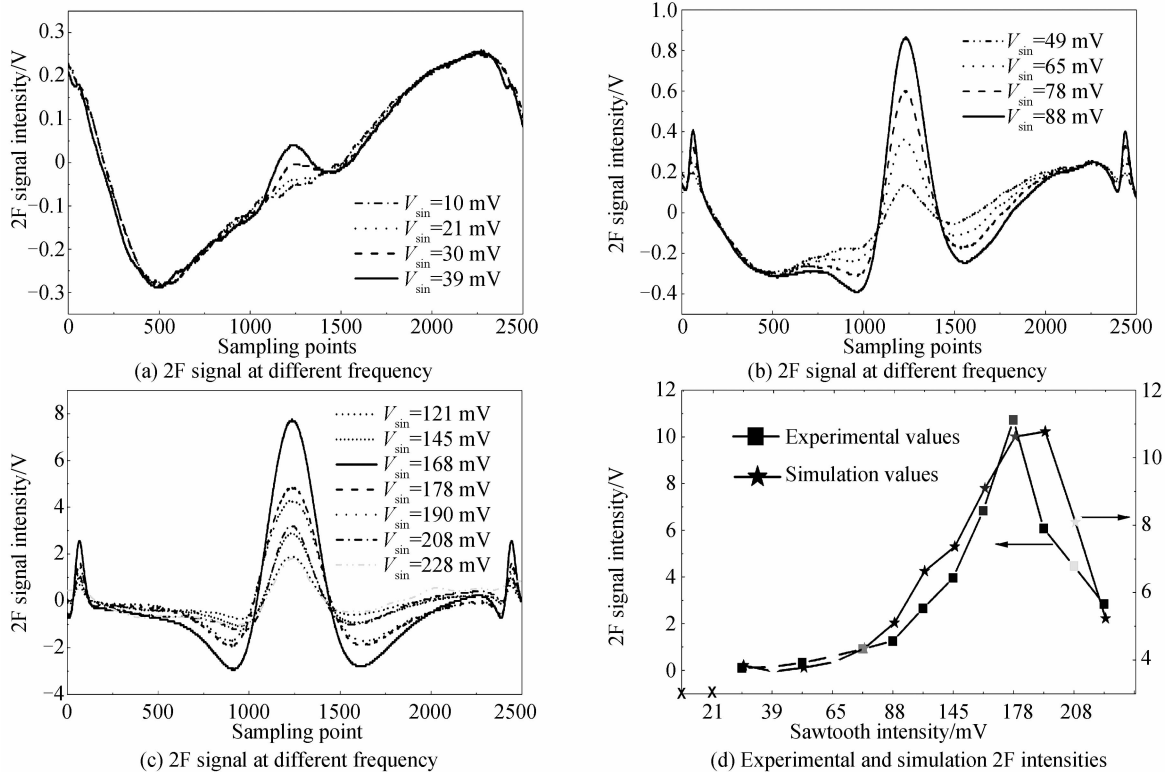 2F signal intensity/V
0.3
0.2
0.1
0
−0.1
−0.2
−0.3
V_sin=10 mV
V_sin=21 mV
V_sin=30 mV
V_sin=39 mV
0 500 1000 1500 2000 2500
Sampling points
(a) 2F signal at different frequency
2F signal intensity/V
1.0
0.8
0.6
0.4
0.2
0
−0.2
−0.4
V_sin=49 mV
V_sin=65 mV
V_sin=78 mV
V_sin=88 mV
0 500 1000 1500 2000 2500
Sampling points
(b) 2F signal at different frequency
2F signal intensity/V
8
6
4
2
0
−2
−4
V_sin=121 mV
V_sin=145 mV
V_sin=168 mV
V_sin=178 mV
V_sin=190 mV
V_sin=208 mV
V_sin=228 mV
0 500 1000 1500 2000 2500
Sampling point
(c) 2F signal at different frequency
2F signal intensity/V
12
10
8
6
4
2
0
Experimental values
Simulation values
12
10
8
6
4
x x
21 39 65 88 145 178 208
Sawtooth intensity/mV
(d) Experimental and simulation 2F intensities